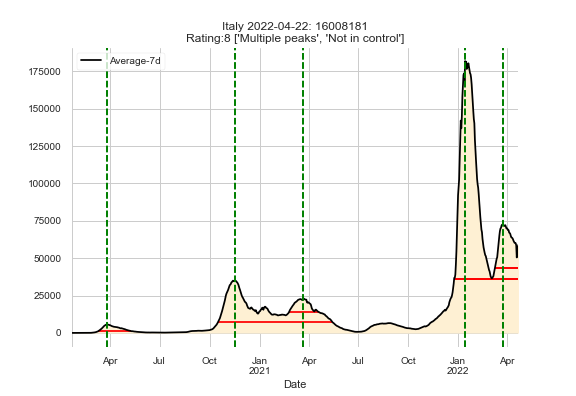 Italy 2022-04-22: 16008181
Rating:8 ['Multiple peaks', 'Not in control']
Average-7d
175000
150000
125000
100000
75000
50000
25000
0
Apr Jul Oct Jan Apr Jul Oct Jan Apr
2021 2022
Date